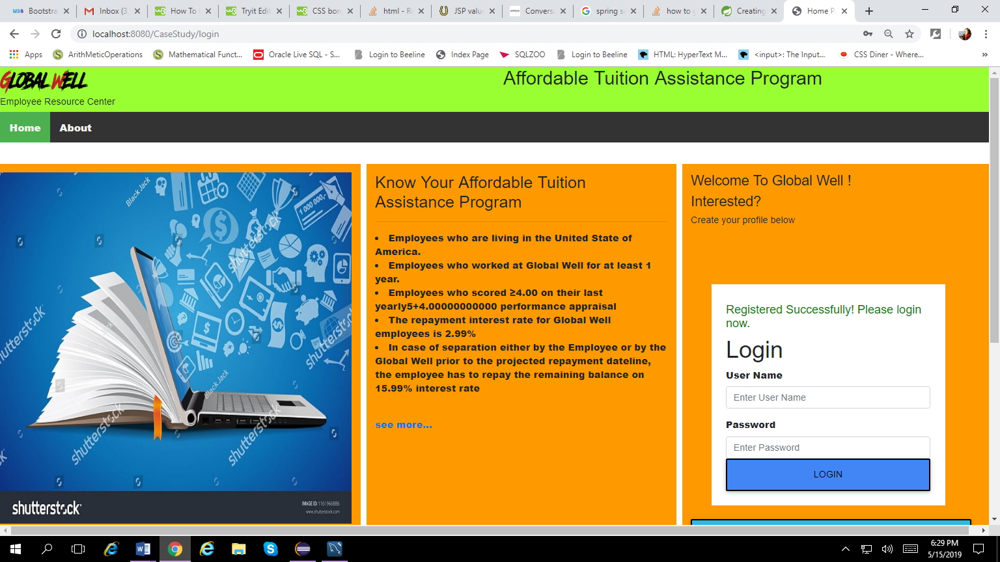 Bootstra
Inbox (3
How To
Tryit Edit
CSS bor
html - R
JSP value
Conversa
spring s
how to g
Creating
Home P
localhost:8080/CaseStudy/login
Apps
ArithMeticOperations
Mathematical Funct...
Oracle Live SQL - S...
Login to Beeline
Index Page
SQLZOO
Login to Beeline
HTML: HyperText M...
<input>: The Input...
CSS Diner - Where...
»
GLOBAL WELL
Affordable Tuition Assistance Program
Employee Resource Center
Home
About
Know Your Affordable Tuition
Assistance Program
• Employees who are living in the United State of
America.
• Employees who worked at Global Well for at least 1
year.
• Employees who scored ≥4.00 on their last
yearly5+4.00000000000 performance appraisal
• The repayment interest rate for Global Well
employees is 2.99%
• In case of separation either by the Employee or by the
Global Well prior to the projected repayment dateline,
the employee has to repay the remaining balance on
15.99% interest rate
see more...
Black Jack
1 000 000
shutterstock
shutterstock
shutterstock
Black Jack
shutterstock
shutterstock
shutterstock
IMAGE ID: 1161966886
www.shutterstock.com
Welcome To Global Well !
Interested?
Create your profile below
Registered Successfully! Please login
now.
Login
User Name
Enter User Name
Password
Enter Password
LOGIN
6:29 PM
5/15/2019